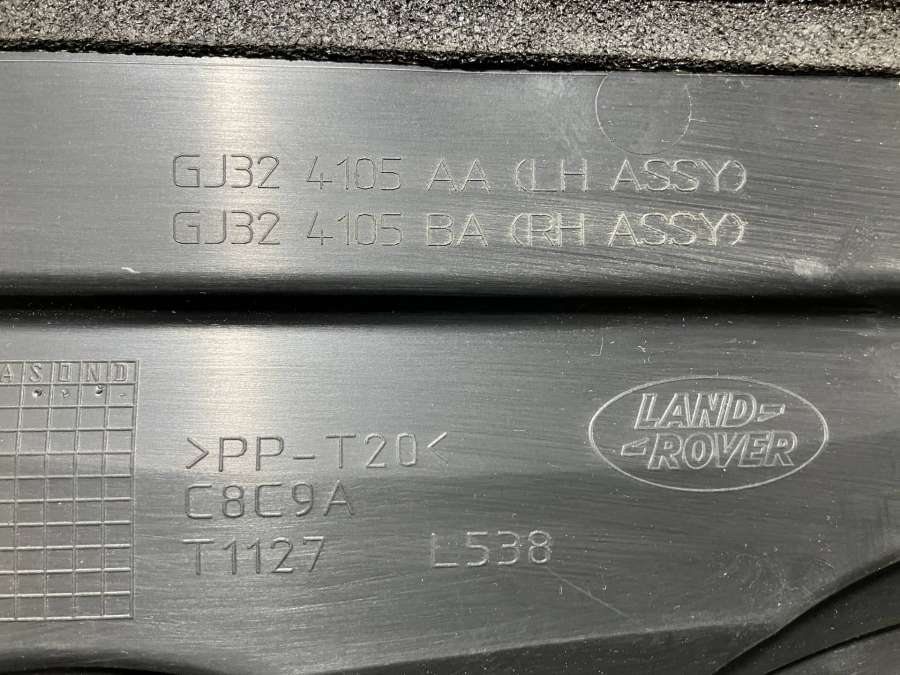 GJ32 4105 AA (LH ASSY)
GJ32 4105 BA (RH ASSY)
A S O N D
>PP-T20<
C8C9A
T1127 L538
LAND
ROVER